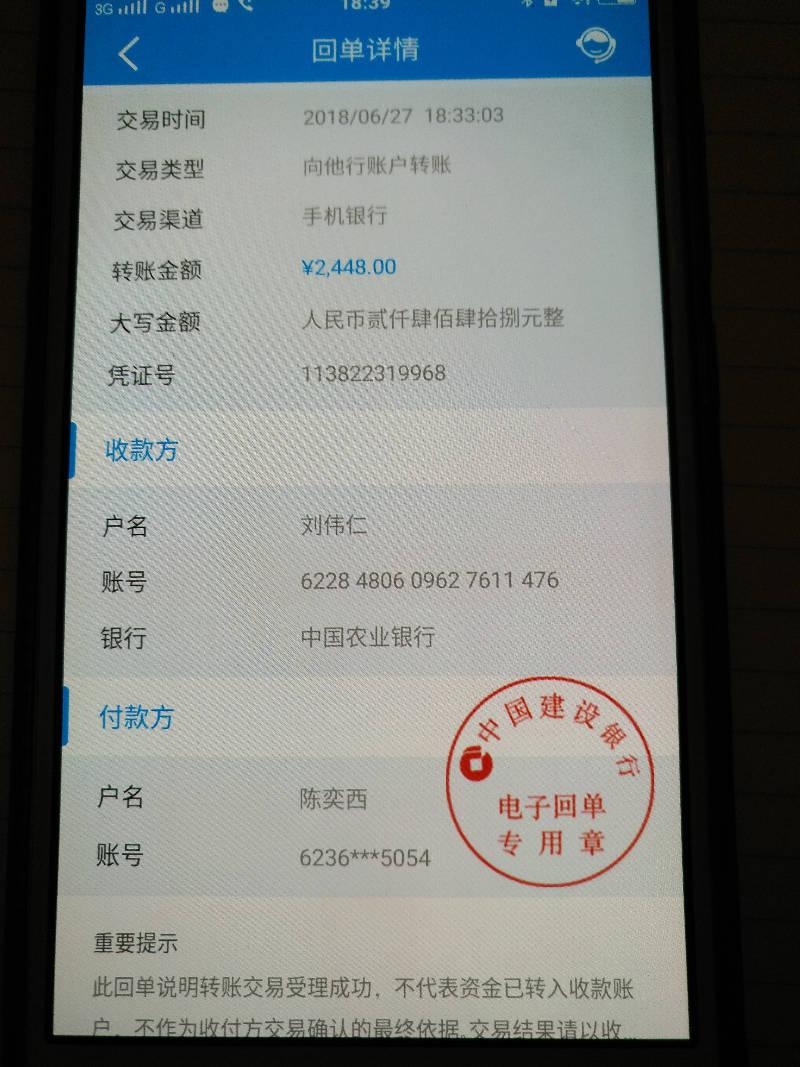 3G G 18:39
回单详情
交易时间 2018/06/27 18:33:03
交易类型 向他行账户转账
交易渠道 手机银行
转账金额 ¥2,448.00
大写金额 人民币贰仟肆佰肆拾捌元整
凭证号 113822319968
收款方
户名 刘伟仁
账号 6228 4806 0962 7611 476
银行 中国农业银行
付款方
中国建设银行
电子回单
专用章
户名 陈奕西
账号 6236***5054
重要提示
此回单说明转账交易受理成功，不代表资金已转入收款账
户，不作为收付方交易确认的最终依据。交易结果请以收...